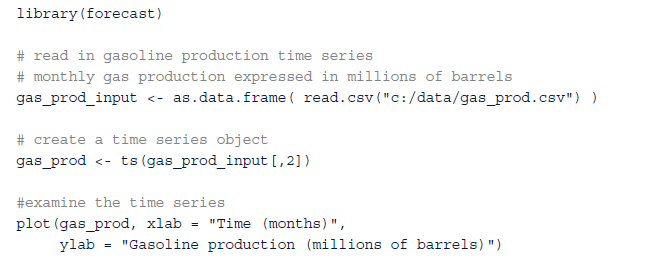 library(forecast)
# read in gasoline production time series
# monthly gas production expressed in millions of barrels
gas_prod_input <- as.data.frame( read.csv("c:/data/gas_prod.csv") )
# create a time series object
gas_prod <- ts(gas_prod_input[,2])
#examine the time series
plot(gas_prod, xlab = "Time (months)",
     ylab = "Gasoline production (millions of barrels)")